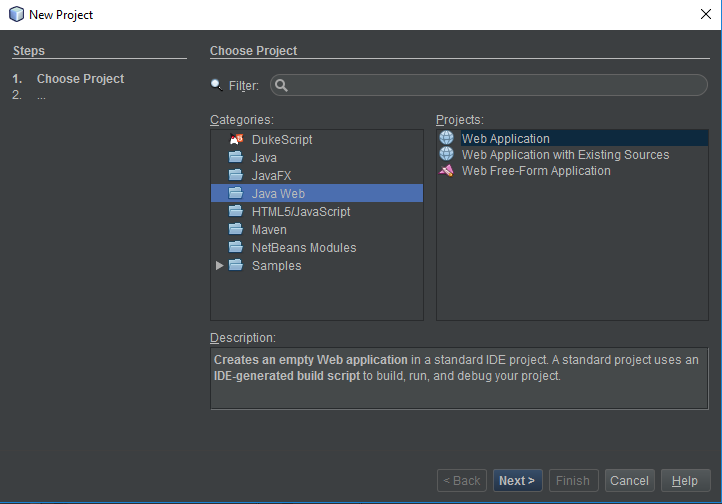 New Project
Steps
1. Choose Project
2. ...
Choose Project
Filter:
Categories:
DukeScript
Java
JavaFX
Java Web
HTML5/JavaScript
Maven
NetBeans Modules
Samples
Projects:
Web Application
Web Application with Existing Sources
Web Free-Form Application
Description:
Creates an empty Web application in a standard IDE project. A standard project uses an
IDE-generated build script to build, run, and debug your project.
< Back Next > Finish Cancel Help